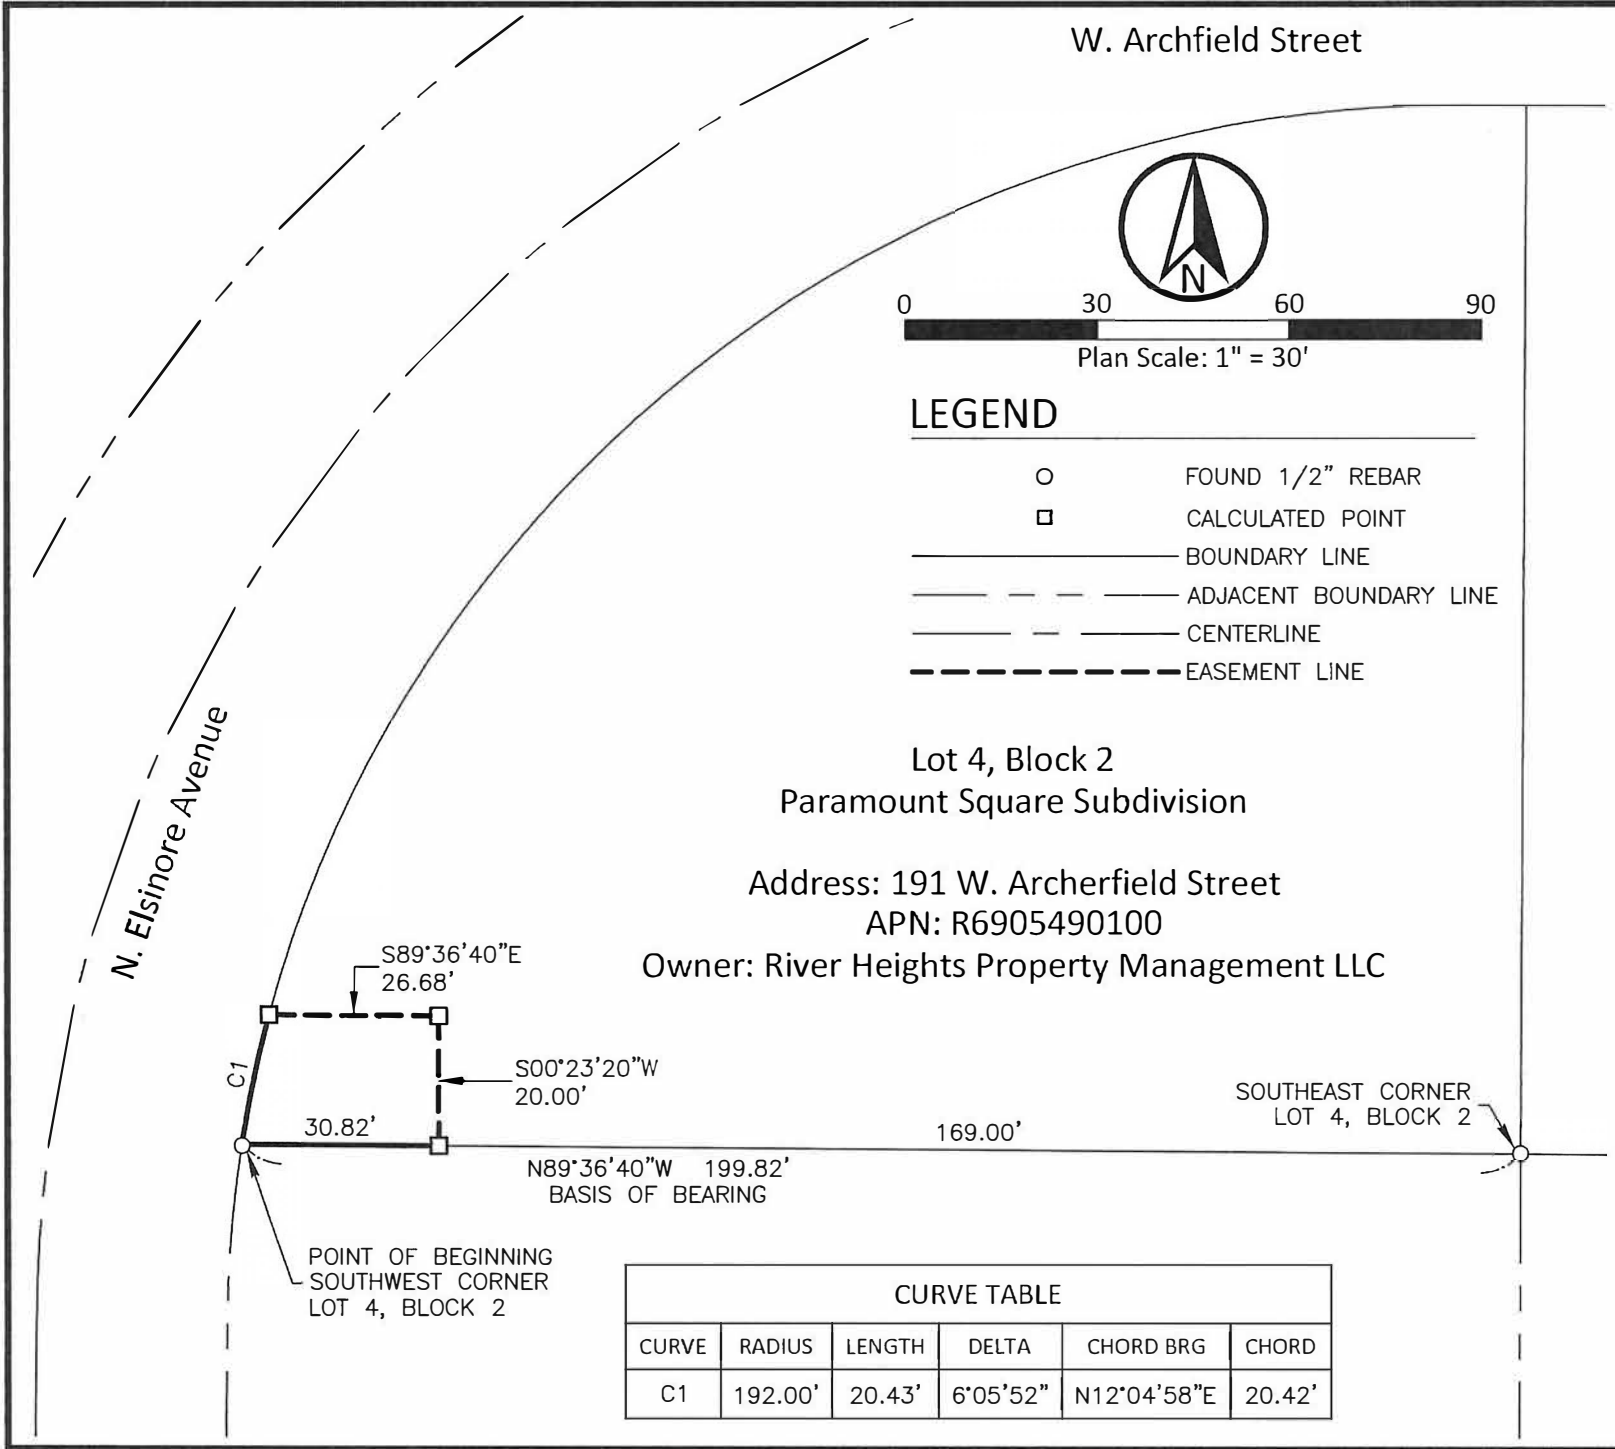 W. Archfield Street
N
0 30 60 90
Plan Scale: 1" = 30'
LEGEND
FOUND 1/2" REBAR
CALCULATED POINT
BOUNDARY LINE
ADJACENT BOUNDARY LINE
CENTERLINE
EASEMENT LINE
N. Elsinore Avenue
Lot 4, Block 2
Paramount Square Subdivision
Address: 191 W. Archerfield Street
APN: R6905490100
Owner: River Heights Property Management LLC
S89°36'40"E
26.68'
C1
S00°23'20"W
20.00'
30.82'
169.00'
N89°36'40"W 199.82'
BASIS OF BEARING
SOUTHEAST CORNER
LOT 4, BLOCK 2
POINT OF BEGINNING
SOUTHWEST CORNER
LOT 4, BLOCK 2
CURVE TABLE
CURVE RADIUS LENGTH DELTA CHORD BRG CHORD
C1 192.00' 20.43' 6°05'52" N12°04'58"E 20.42'